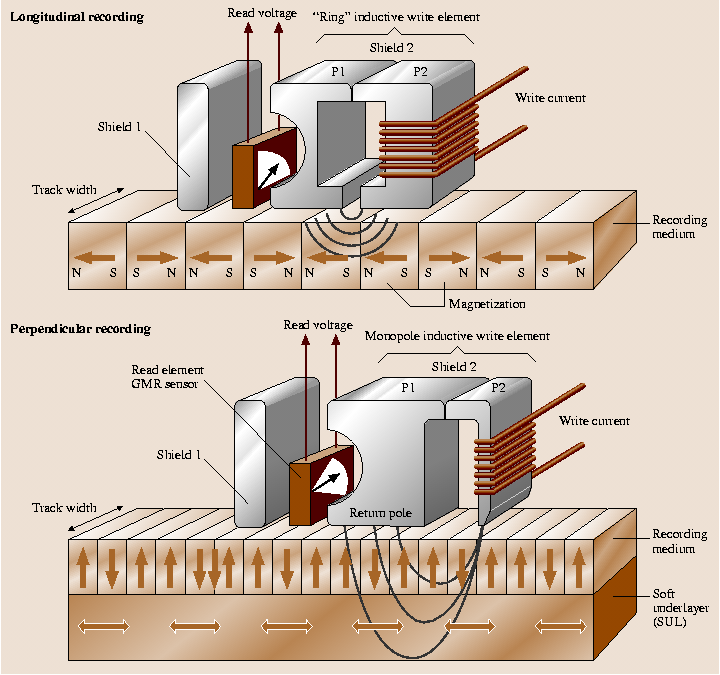 Longitudinal recording
Read voltage
“Ring” inductive write element
Shield 2
P1
P2
Write current
Shield 1
Track width
Recording
medium
N S S N N S S N N S N S S N N S S N
Magnetization
Perpendicular recording
Read voltage
Monopole inductive write element
Shield 2
Read element
GMR sensor
P1
P2
Write current
Shield 1
Return pole
Track width
Recording
medium
Soft
underlayer
(SUL)